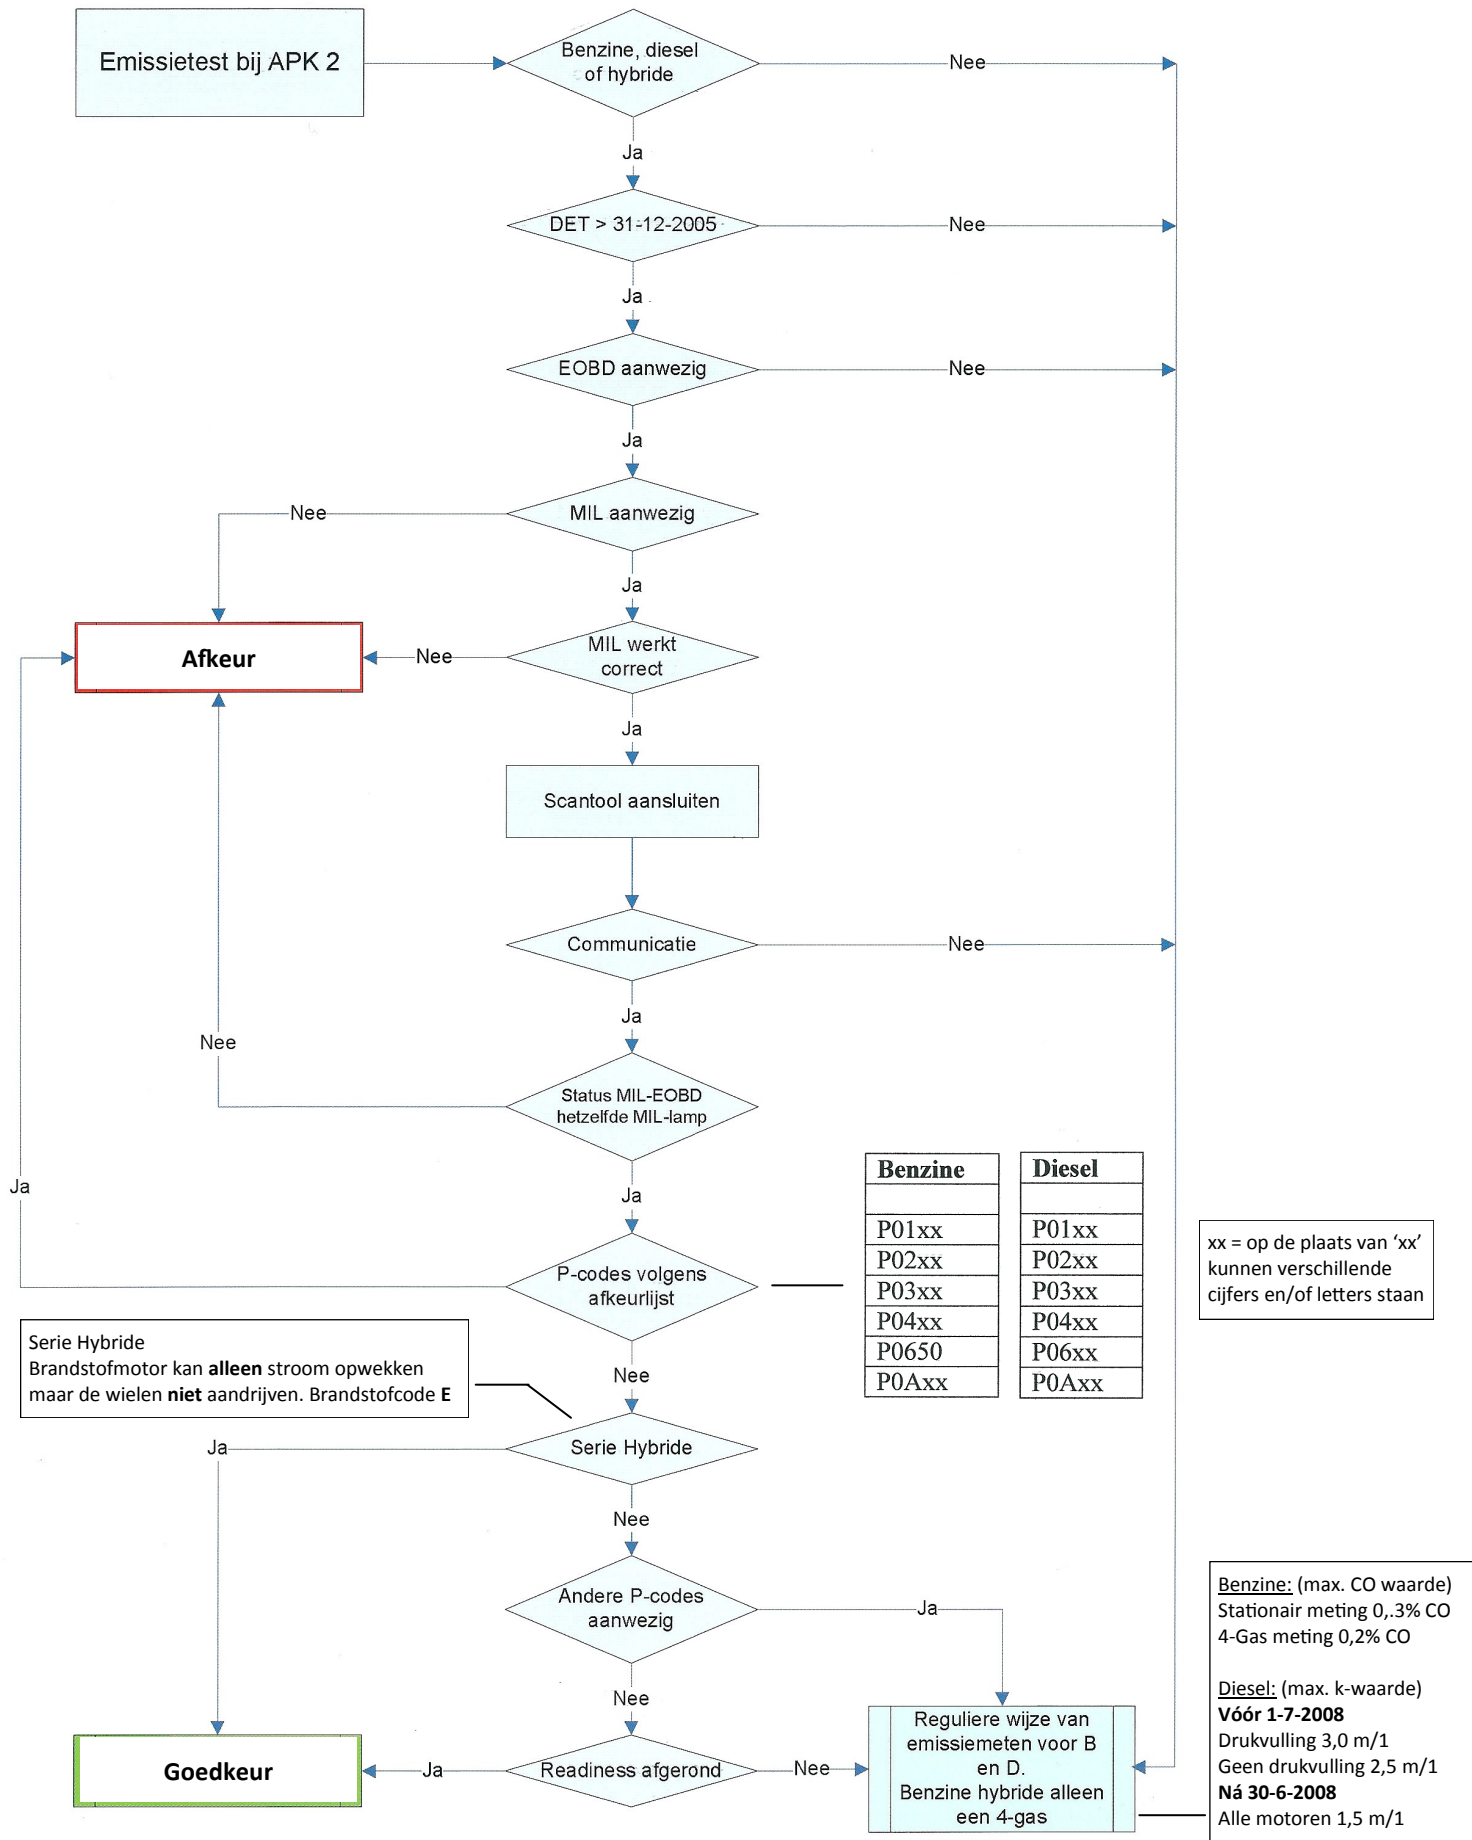 Emissietest bij APK 2
Benzine, diesel
of hybride
Nee
Ja
DET > 31-12-2005
Nee
Ja
EOBD aanwezig
Nee
Ja
MIL aanwezig
Nee
Ja
MIL werkt
correct
Nee
Afkeur
Ja
Scantool aansluiten
Communicatie
Nee
Ja
Status MIL-EOBD
hetzelfde MIL-lamp
Nee
Ja
P-codes volgens
afkeurlijst
Ja
Benzine
P01xx
P02xx
P03xx
P04xx
P0650
P0Axx
Diesel
P01xx
P02xx
P03xx
P04xx
P06xx
P0Axx
xx = op de plaats van ‘xx’
kunnen verschillende
cijfers en/of letters staan
Nee
Serie Hybride
Brandstofmotor kan alleen stroom opwekken
maar de wielen niet aandrijven. Brandstofcode E
Serie Hybride
Ja
Nee
Andere P-codes
aanwezig
Ja
Nee
Readiness afgerond
Ja
Goedkeur
Nee
Reguliere wijze van
emissiemeten voor B
en D.
Benzine hybride alleen
een 4-gas
Benzine: (max. CO waarde)
Stationair meting 0,.3% CO
4-Gas meting 0,2% CO
Diesel: (max. k-waarde)
Vóór 1-7-2008
Drukvulling 3,0 m/1
Geen drukvulling 2,5 m/1
Ná 30-6-2008
Alle motoren 1,5 m/1